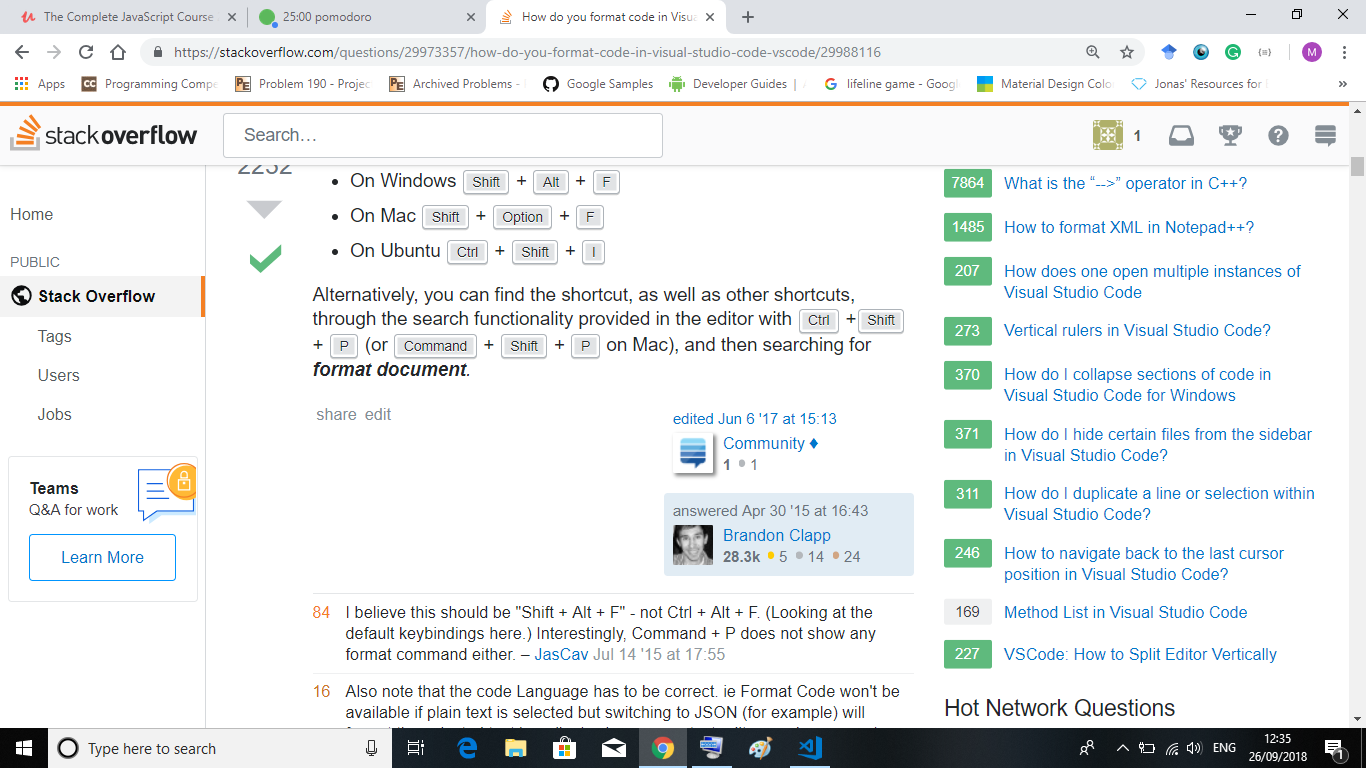 The Complete JavaScript Course
25:00 pomodoro
How do you format code in Visu
https://stackoverflow.com/questions/29973357/how-do-you-format-code-in-visual-studio-code-vscode/29988116
M
Apps
Programming Compe
Problem 190 - Projec
Archived Problems -
Google Samples
Developer Guides |
lifeline game - Goog
Material Design Colo
Jonas' Resources for
»
stackoverflow
Search…
1
2252
On Windows Shift + Alt + F
On Mac Shift + Option + F
On Ubuntu Ctrl + Shift + I
Alternatively, you can find the shortcut, as well as other shortcuts,
through the search functionality provided in the editor with Ctrl +Shift
+ P (or Command + Shift + P on Mac), and then searching for
format document.
share edit
edited Jun 6 '17 at 15:13
Community ♦
1 ● 1
answered Apr 30 '15 at 16:43
Brandon Clapp
28.3k ● 5 ● 14 ● 24
84 I believe this should be "Shift + Alt + F" - not Ctrl + Alt + F. (Looking at the
default keybindings here.) Interestingly, Command + P does not show any
format command either. – JasCav Jul 14 '15 at 17:55
16 Also note that the code Language has to be correct. ie Format Code won't be
available if plain text is selected but switching to JSON (for example) will
Home
PUBLIC
Stack Overflow
Tags
Users
Jobs
Teams
Q&A for work
Learn More
7864 What is the “-->” operator in C++?
1485 How to format XML in Notepad++?
207 How does one open multiple instances of
Visual Studio Code
273 Vertical rulers in Visual Studio Code?
370 How do I collapse sections of code in
Visual Studio Code for Windows
371 How do I hide certain files from the sidebar
in Visual Studio Code?
311 How do I duplicate a line or selection within
Visual Studio Code?
246 How to navigate back to the last cursor
position in Visual Studio Code?
169 Method List in Visual Studio Code
227 VSCode: How to Split Editor Vertically
Hot Network Questions
Type here to search
ENG
12:35
26/09/2018
1